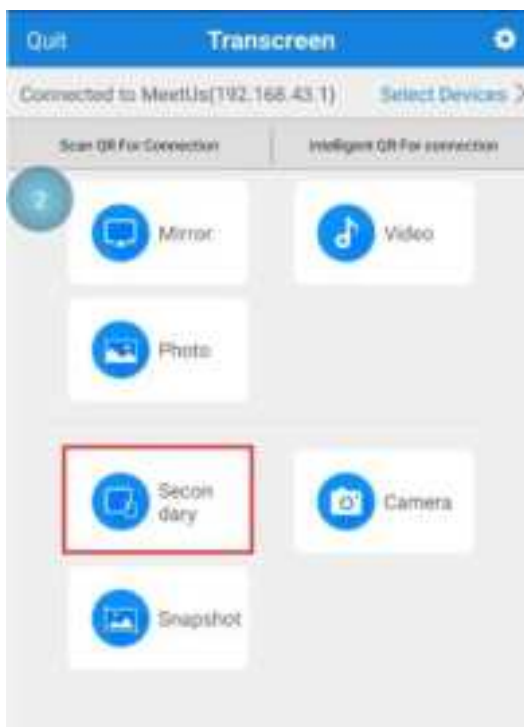 Quit Transcreen
Connected to MeetUs(192.168.43.1) Select Devices >
Scan QR For Connection Intelligent QR For connection
2
Mirror Video
Photo
Secon
dary
Camera
Snapshot